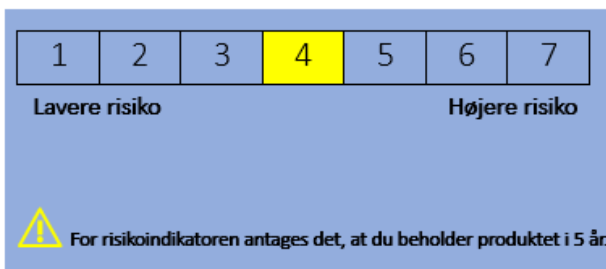 1 2 3 4 5 6 7
Lavere risiko Højere risiko
For risikoindikatoren antages det, at du beholder produktet i 5 år.